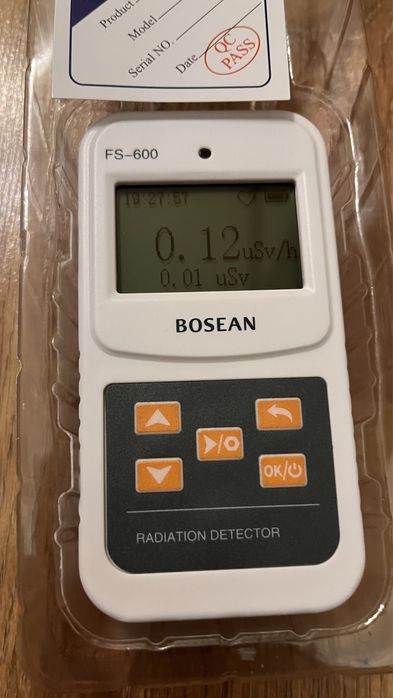 Product
Model
Serial NO.
Date
QC
PASS
FS-600
19:27:57
0.12uSv/h
0.01 uSv
BOSEAN
OK/
RADIATION DETECTOR